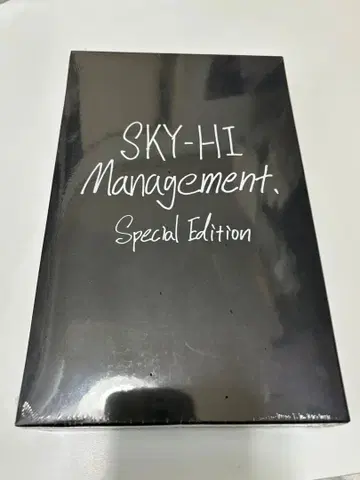 SKY-HI
Management.
Special Edition